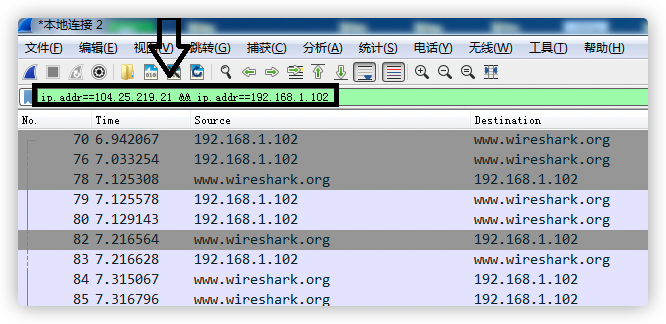 *本地连接 2
文件(F) 编辑(E) 视图(V) 跳转(G) 捕获(C) 分析(A) 统计(S) 电话(Y) 无线(W) 工具(T) 帮助(H)
ip.addr==104.25.219.21 && ip.addr==192.168.1.102
No. Time Source Destination
70 6.942067 192.168.1.102 www.wireshark.org
76 7.033254 192.168.1.102 www.wireshark.org
78 7.125308 www.wireshark.org 192.168.1.102
79 7.125578 192.168.1.102 www.wireshark.org
80 7.129143 192.168.1.102 www.wireshark.org
82 7.216564 www.wireshark.org 192.168.1.102
83 7.216628 192.168.1.102 www.wireshark.org
84 7.315067 www.wireshark.org 192.168.1.102
85 7.316796 www.wireshark.org 192.168.1.102